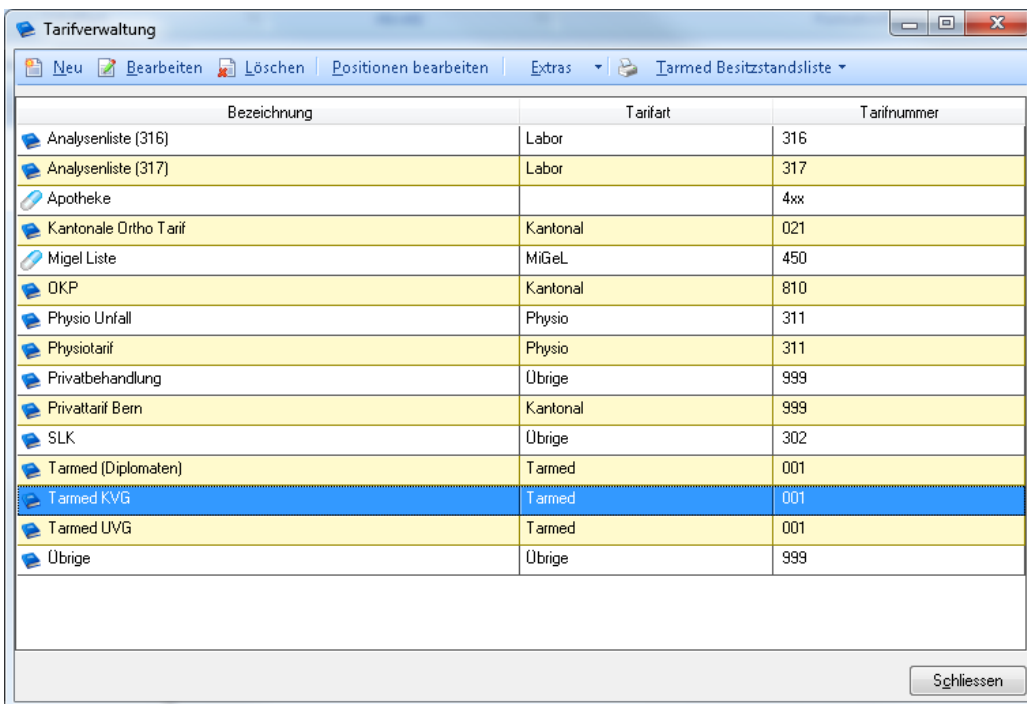 Tarifverwaltung
Neu Bearbeiten Löschen Positionen bearbeiten Extras Tarmed Besitzstandsliste
Bezeichnung Tarifart Tarifnummer
Analysenliste (316) Labor 316
Analysenliste (317) Labor 317
Apotheke 4xx
Kantonale Ortho Tarif Kantonal 021
Migel Liste MiGeL 450
OKP Kantonal 810
Physio Unfall Physio 311
Physiotarif Physio 311
Privatbehandlung Übrige 999
Privattarif Bern Kantonal 999
SLK Übrige 302
Tarmed (Diplomaten) Tarmed 001
Tarmed KVG Tarmed 001
Tarmed UVG Tarmed 001
Übrige Übrige 999
Schliessen